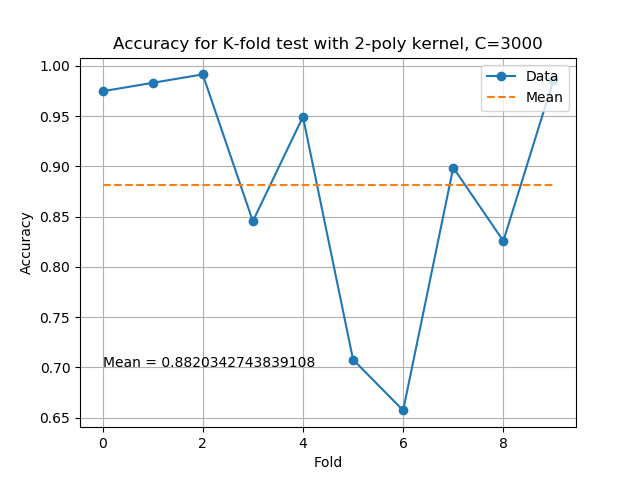 Accuracy for K-fold test with 2-poly kernel, C=3000
Data
Mean
1.00
0.95
0.90
0.85
0.80
0.75
0.70
0.65
Accuracy
Mean = 0.8820342743839108
0 2 4 6 8
Fold